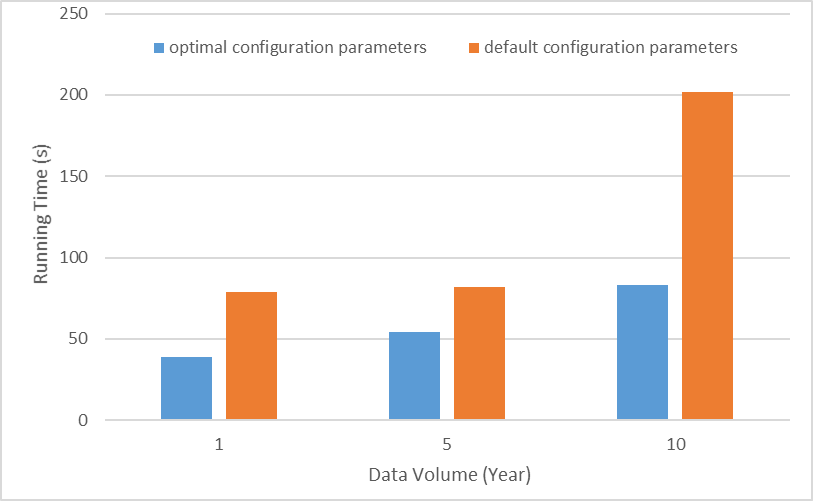 250
optimal configuration parameters default configuration parameters
200
150
100
50
0
Running Time (s)
1 5 10
Data Volume (Year)